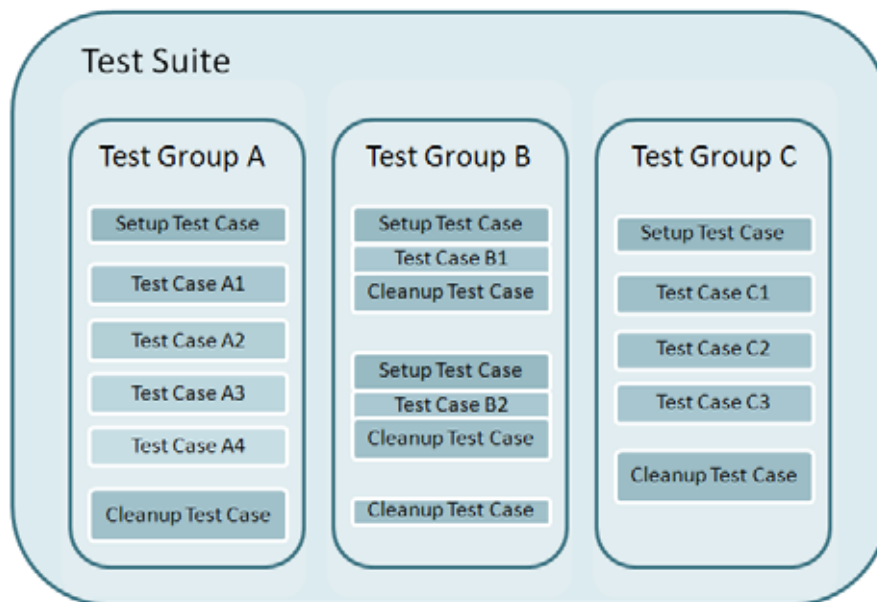 Test Suite
Test Group A
Setup Test Case
Test Case A1
Test Case A2
Test Case A3
Test Case A4
Cleanup Test Case
Test Group B
Setup Test Case
Test Case B1
Cleanup Test Case
Setup Test Case
Test Case B2
Cleanup Test Case
Cleanup Test Case
Test Group C
Setup Test Case
Test Case C1
Test Case C2
Test Case C3
Cleanup Test Case